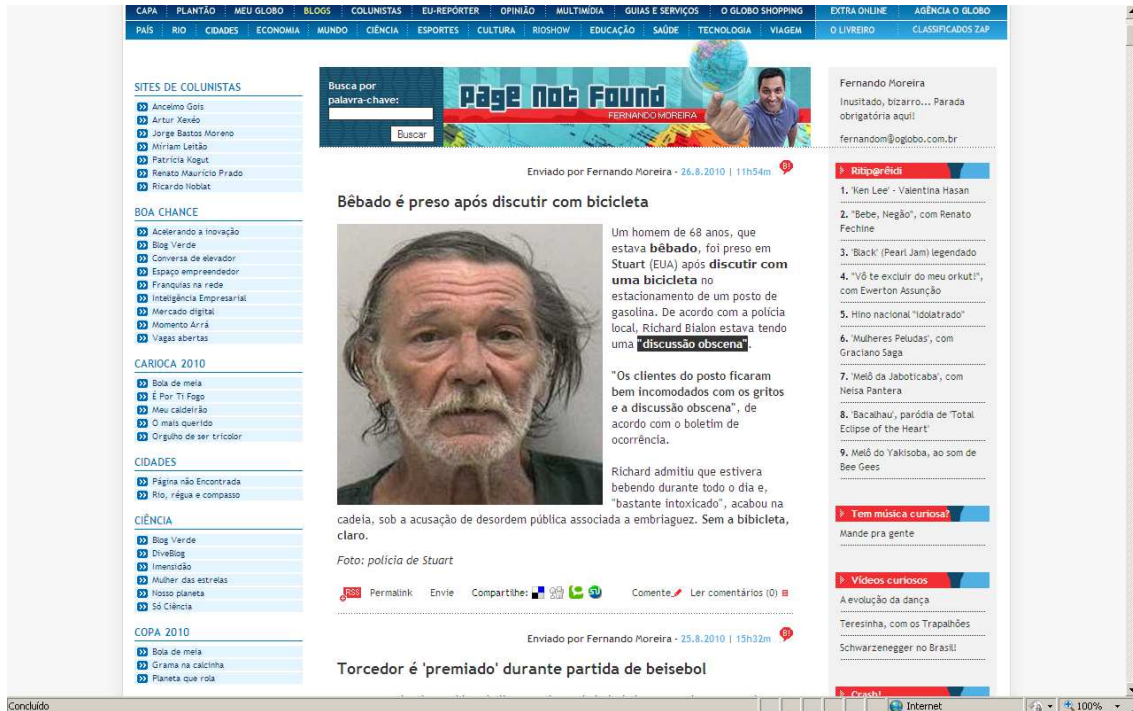 CAPA PLANTÃO MEU GLOBO BLOGS COLUNISTAS EU-REPÓRTER OPINIÃO MULTIMÍDIA GUIAS E SERVIÇOS O GLOBO SHOPPING EXTRA ONLINE AGÊNCIA O GLOBO
PAÍS RIO CIDADES ECONOMIA MUNDO CIÊNCIA ESPORTES CULTURA RIOSHOW EDUCAÇÃO SAÚDE TECNOLOGIA VIAGEM O LIVREIRO CLASSIFICADOS ZAP
SITES DE COLUNISTAS
Ancelmo Gois
Artur Xexéo
Jorge Bastos Moreno
Míriam Leitão
Patrícia Kogut
Renato Maurício Prado
Ricardo Noblat
BOA CHANCE
Acelerando a inovação
Blog Verde
Conversa de elevador
Espaço empreendedor
Franquias na rede
Inteligência Empresarial
Mercado digital
Momento Arrá
Vagas abertas
CARIOCA 2010
Bola de meia
É Por Ti Fogo
Meu caldeirão
O mais querido
Orgulho de ser tricolor
CIDADES
Página não Encontrada
Rio, régua e compasso
CIÊNCIA
Blog Verde
DiveBlog
Imensidão
Mulher das estrelas
Nosso planeta
Só Ciência
COPA 2010
Bola de meia
Grama na calcinha
Planeta que rola
Busca por
palavra-chave:
Buscar
Page Not Found
FERNANDO MOREIRA
Enviado por Fernando Moreira - 26.8.2010 | 11h54m
Bêbado é preso após discutir com bicicleta
Um homem de 68 anos, que
estava bêbado, foi preso em
Stuart (EUA) após discutir com
uma bicicleta no
estacionamento de um posto de
gasolina. De acordo com a polícia
local, Richard Bialon estava tendo
uma "discussão obscena".
"Os clientes do posto ficaram
bem incomodados com os gritos
e a discussão obscena", de
acordo com o boletim de
ocorrência.
Richard admitiu que estivera
bebendo durante todo o dia e,
"bastante intoxicado", acabou na
cadeia, sob a acusação de desordem pública associada a embriaguez. Sem a bibicleta,
claro.
Foto: polícia de Stuart
RSS Permalink Envie Compartilhe: Comente Ler comentários (0)
Enviado por Fernando Moreira - 25.8.2010 | 15h32m
Torcedor é 'premiado' durante partida de beisebol
Fernando Moreira
Inusitado, bizarro... Parada
obrigatória aqui!
fernandom@oglobo.com.br
Ritip@rêidi
1. 'Ken Lee' - Valentina Hasan
2. "Bebe, Negão", com Renato
Fechine
3. 'Black' (Pearl Jam) legendado
4. "Vô te excluir do meu orkut!",
com Ewerton Assunção
5. Hino nacional "idolatrado"
6. 'Mulheres Peludas', com
Graciano Saga
7. 'Melô da Jaboticaba', com
Neisa Pantera
8. 'Bacalhau', paródia de 'Total
Eclipse of the Heart'
9. Melô do Yakisoba, ao som de
Bee Gees
Tem música curiosa?
Mande pra gente
Vídeos curiosos
A evolução da dança
Teresinha, com os Trapalhões
Schwarzenegger no Brasil!
Crash!
Concluído Internet 100%